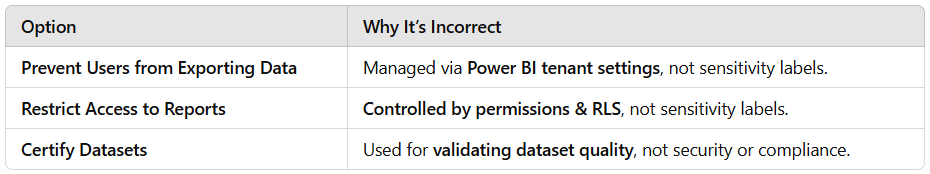 Option Why It's Incorrect
Prevent Users from Exporting Data Managed via Power BI tenant settings, not sensitivity labels.
Restrict Access to Reports Controlled by permissions & RLS, not sensitivity labels.
Certify Datasets Used for validating dataset quality, not security or compliance.